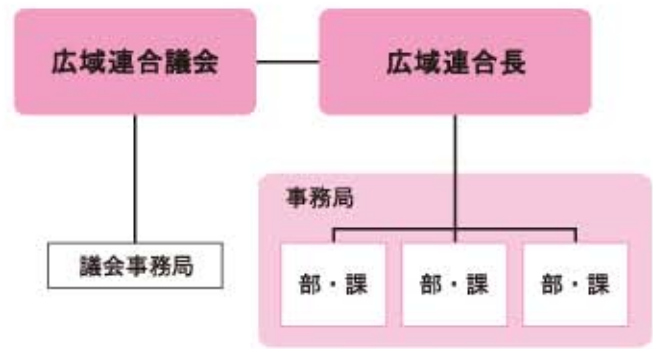 広域連合議会
広域連合長
事務局
議会事務局
部・課
部・課
部・課